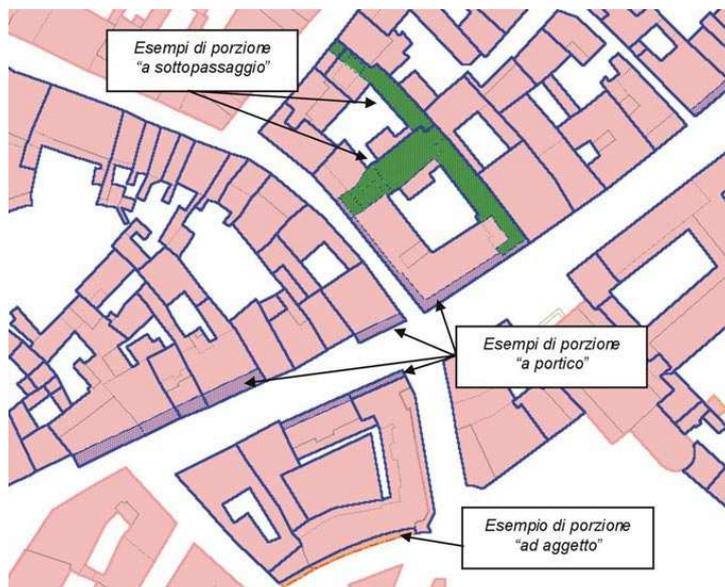 Esempi di porzione
“a sottopassaggio”
Esempi di porzione
“a portico”
Esempio di porzione
“ad aggetto”